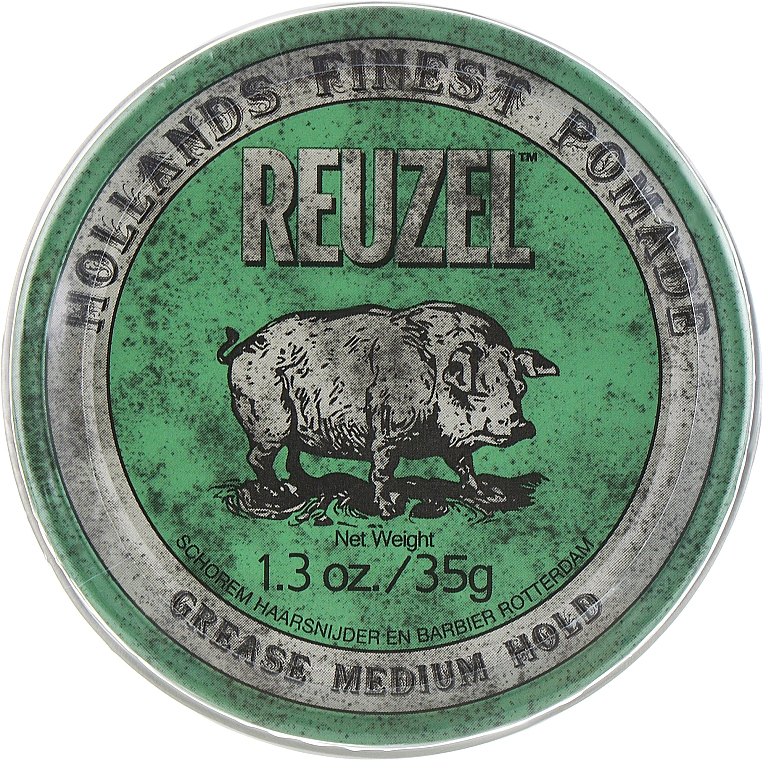 HOLLANDS FINEST POMADE
REUZEL™
Net Weight
1.3 oz./35g
SCHOREM HAARSNIJDER EN BARBIER ROTTERDAM
GREASE MEDIUM HOLD